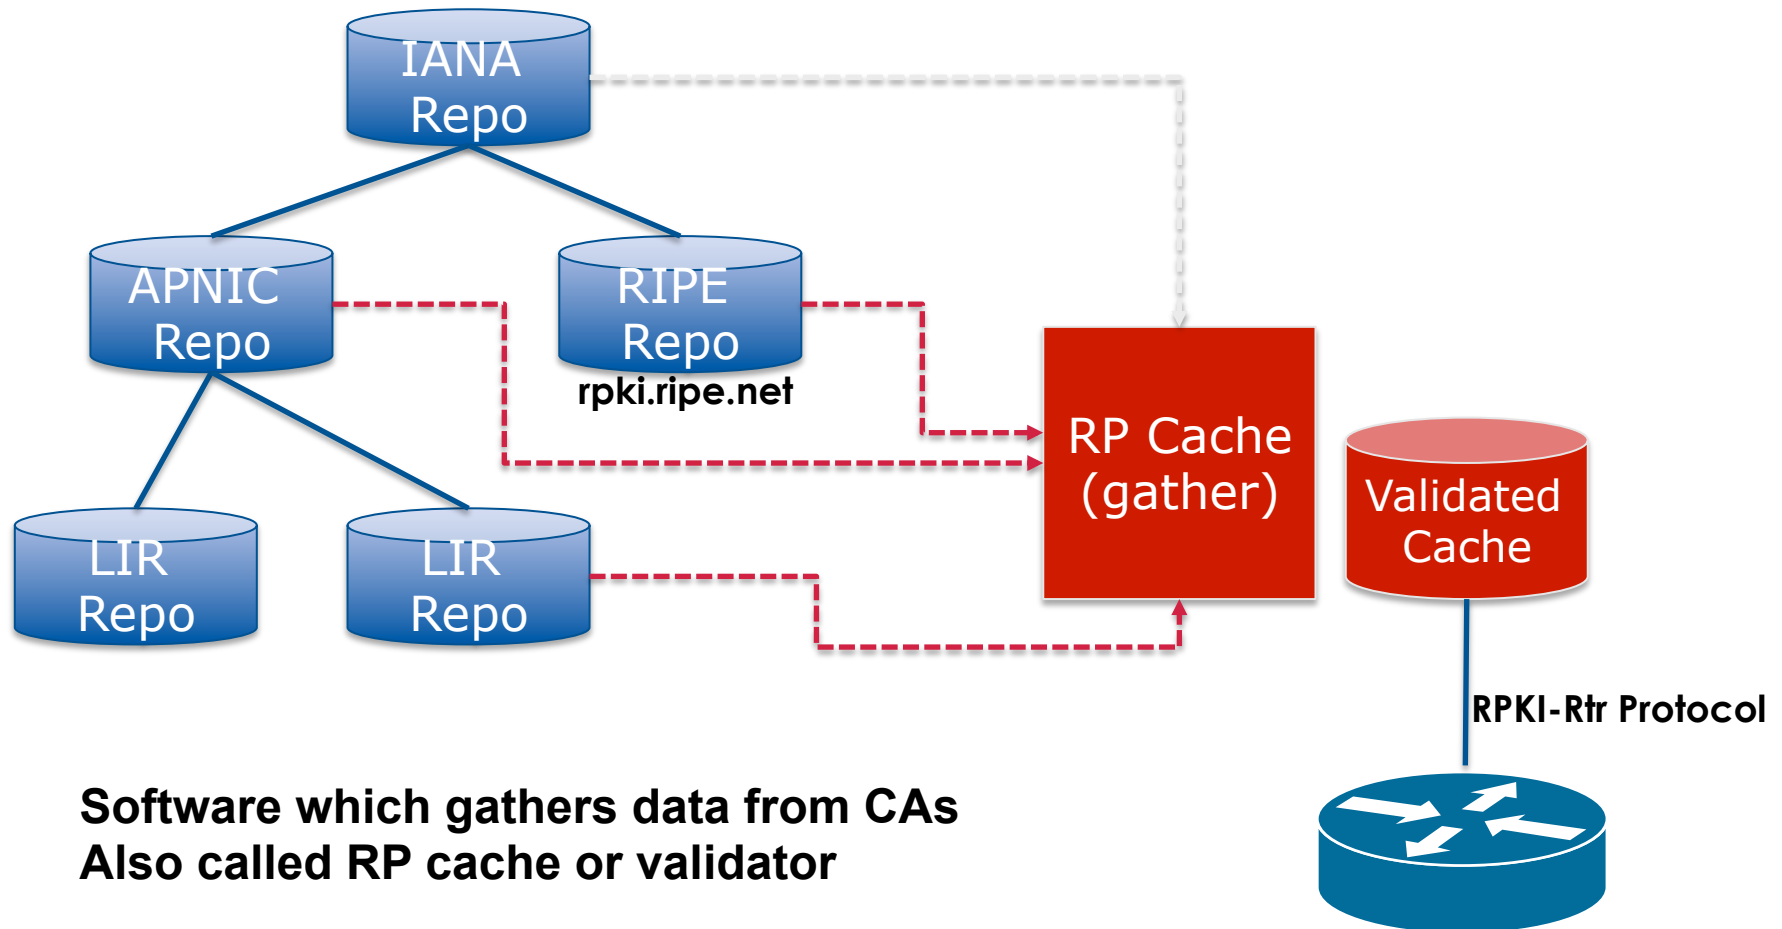 IANA
Repo
APNIC
Repo
RIPE
Repo
rpki.ripe.net
LIR
Repo
LIR
Repo
RP Cache
(gather)
Validated
Cache
RPKI-Rtr Protocol
Software which gathers data from CAs
Also called RP cache or validator